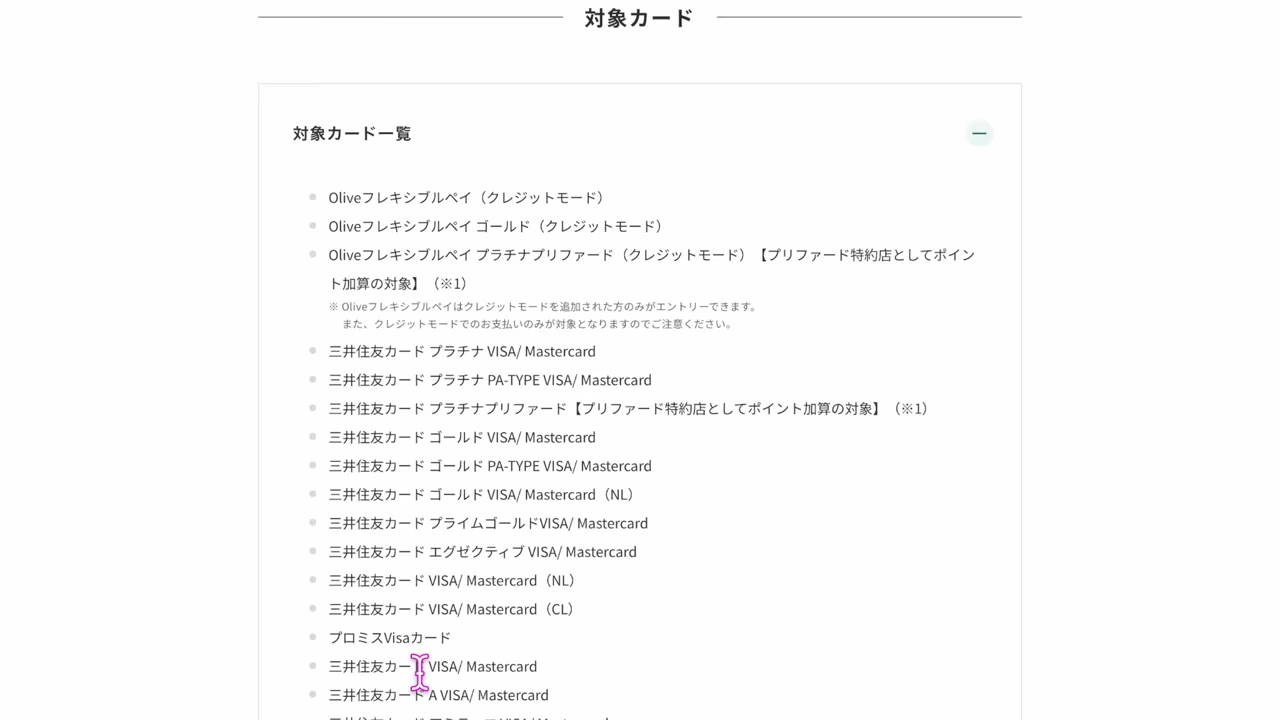 対象カード
対象カード一覧
Oliveフレキシブルペイ（クレジットモード）
Oliveフレキシブルペイ ゴールド（クレジットモード）
Oliveフレキシブルペイ プラチナプリファード（クレジットモード）【プリファード特約店としてポイン
ト加算の対象】（※1）
※ Oliveフレキシブルペイはクレジットモードを追加された方のみがエントリーできます。
また、クレジットモードでのお支払いのみが対象となりますのでご注意ください。
三井住友カード プラチナ VISA/ Mastercard
三井住友カード プラチナ PA-TYPE VISA/ Mastercard
三井住友カード プラチナプリファード【プリファード特約店としてポイント加算の対象】（※1）
三井住友カード ゴールド VISA/ Mastercard
三井住友カード ゴールド PA-TYPE VISA/ Mastercard
三井住友カード ゴールド VISA/ Mastercard（NL）
三井住友カード プライムゴールドVISA/ Mastercard
三井住友カード エグゼクティブ VISA/ Mastercard
三井住友カード VISA/ Mastercard（NL）
三井住友カード VISA/ Mastercard（CL）
プロミスVisaカード
三井住友カード VISA/ Mastercard
三井住友カード A VISA/ Mastercard